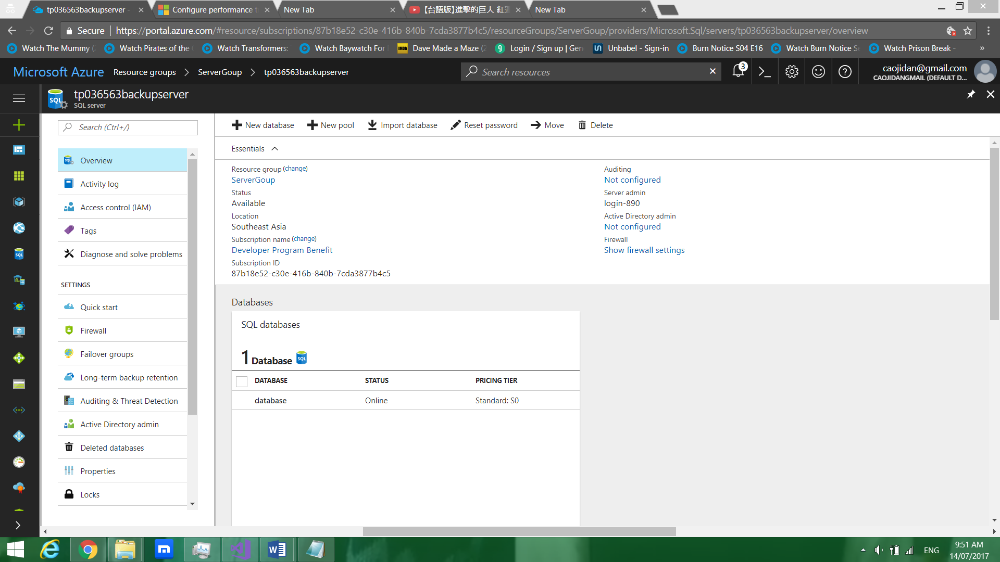 tp036563backupserver -
Configure performance t
New Tab
【台語版】進擊的巨人 紅蓮
New Tab
Secure
https://portal.azure.com/#resource/subscriptions/87b18e52-c30e-416b-840b-7cda3877b4c5/resourceGroups/ServerGoup/providers/Microsoft.Sql/servers/tp036563backupserver/overview
Watch The Mummy (
Watch Pirates of the
Watch Transformers:
Watch Baywatch For
IMDb
Dave Made a Maze (2
Login / Sign up | Gen
Unbabel - Sign-in
Burn Notice S04 E16
Watch Burn Notice S
Watch Prison Break -
»
Microsoft Azure
Resource groups
ServerGoup
tp036563backupserver
Search resources
3
caojidan@gmail.com
CAOJIDANGMAIL (DEFAULT D...
SQL
tp036563backupserver
SQL server
Search (Ctrl+/)
New database
New pool
Import database
Reset password
Move
Delete
Overview
Activity log
Access control (IAM)
Tags
Diagnose and solve problems
SETTINGS
Quick start
Firewall
Failover groups
Long-term backup retention
Auditing & Threat Detection
Active Directory admin
Deleted databases
Properties
Locks
Essentials
Resource group (change)
ServerGoup
Status
Available
Location
Southeast Asia
Subscription name (change)
Developer Program Benefit
Subscription ID
87b18e52-c30e-416b-840b-7cda3877b4c5
Auditing
Not configured
Server admin
login-890
Active Directory admin
Not configured
Firewall
Show firewall settings
Databases
SQL databases
1 Database
SQL
DATABASE
STATUS
PRICING TIER
database
Online
Standard: S0
ENG
9:51 AM
14/07/2017